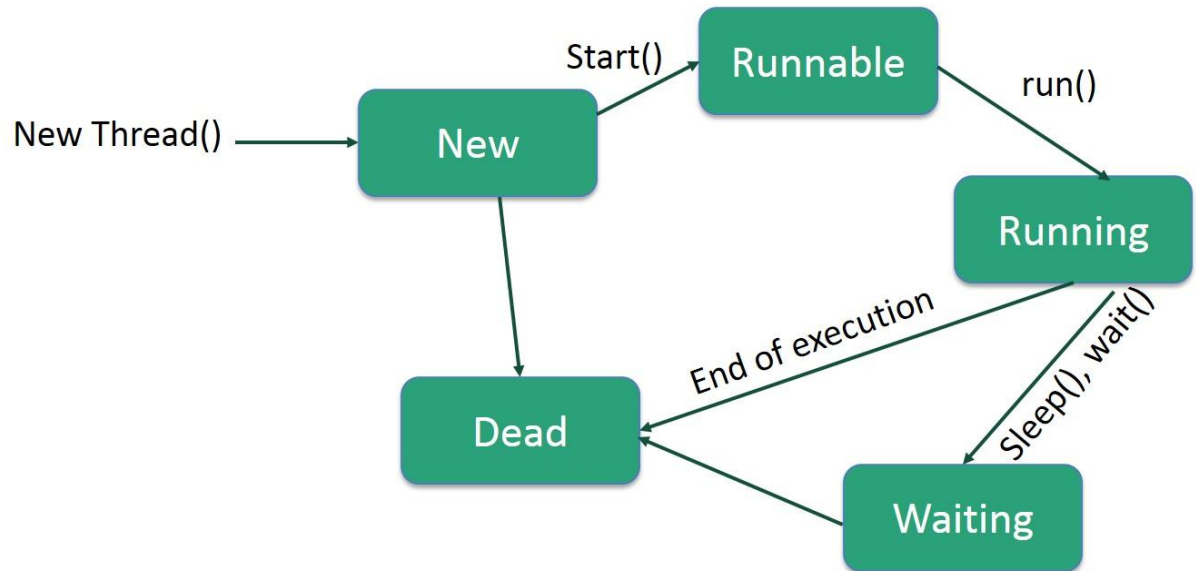 Start()
Runnable
run()
New Thread()
New
Running
End of execution
Sleep(), wait()
Dead
Waiting